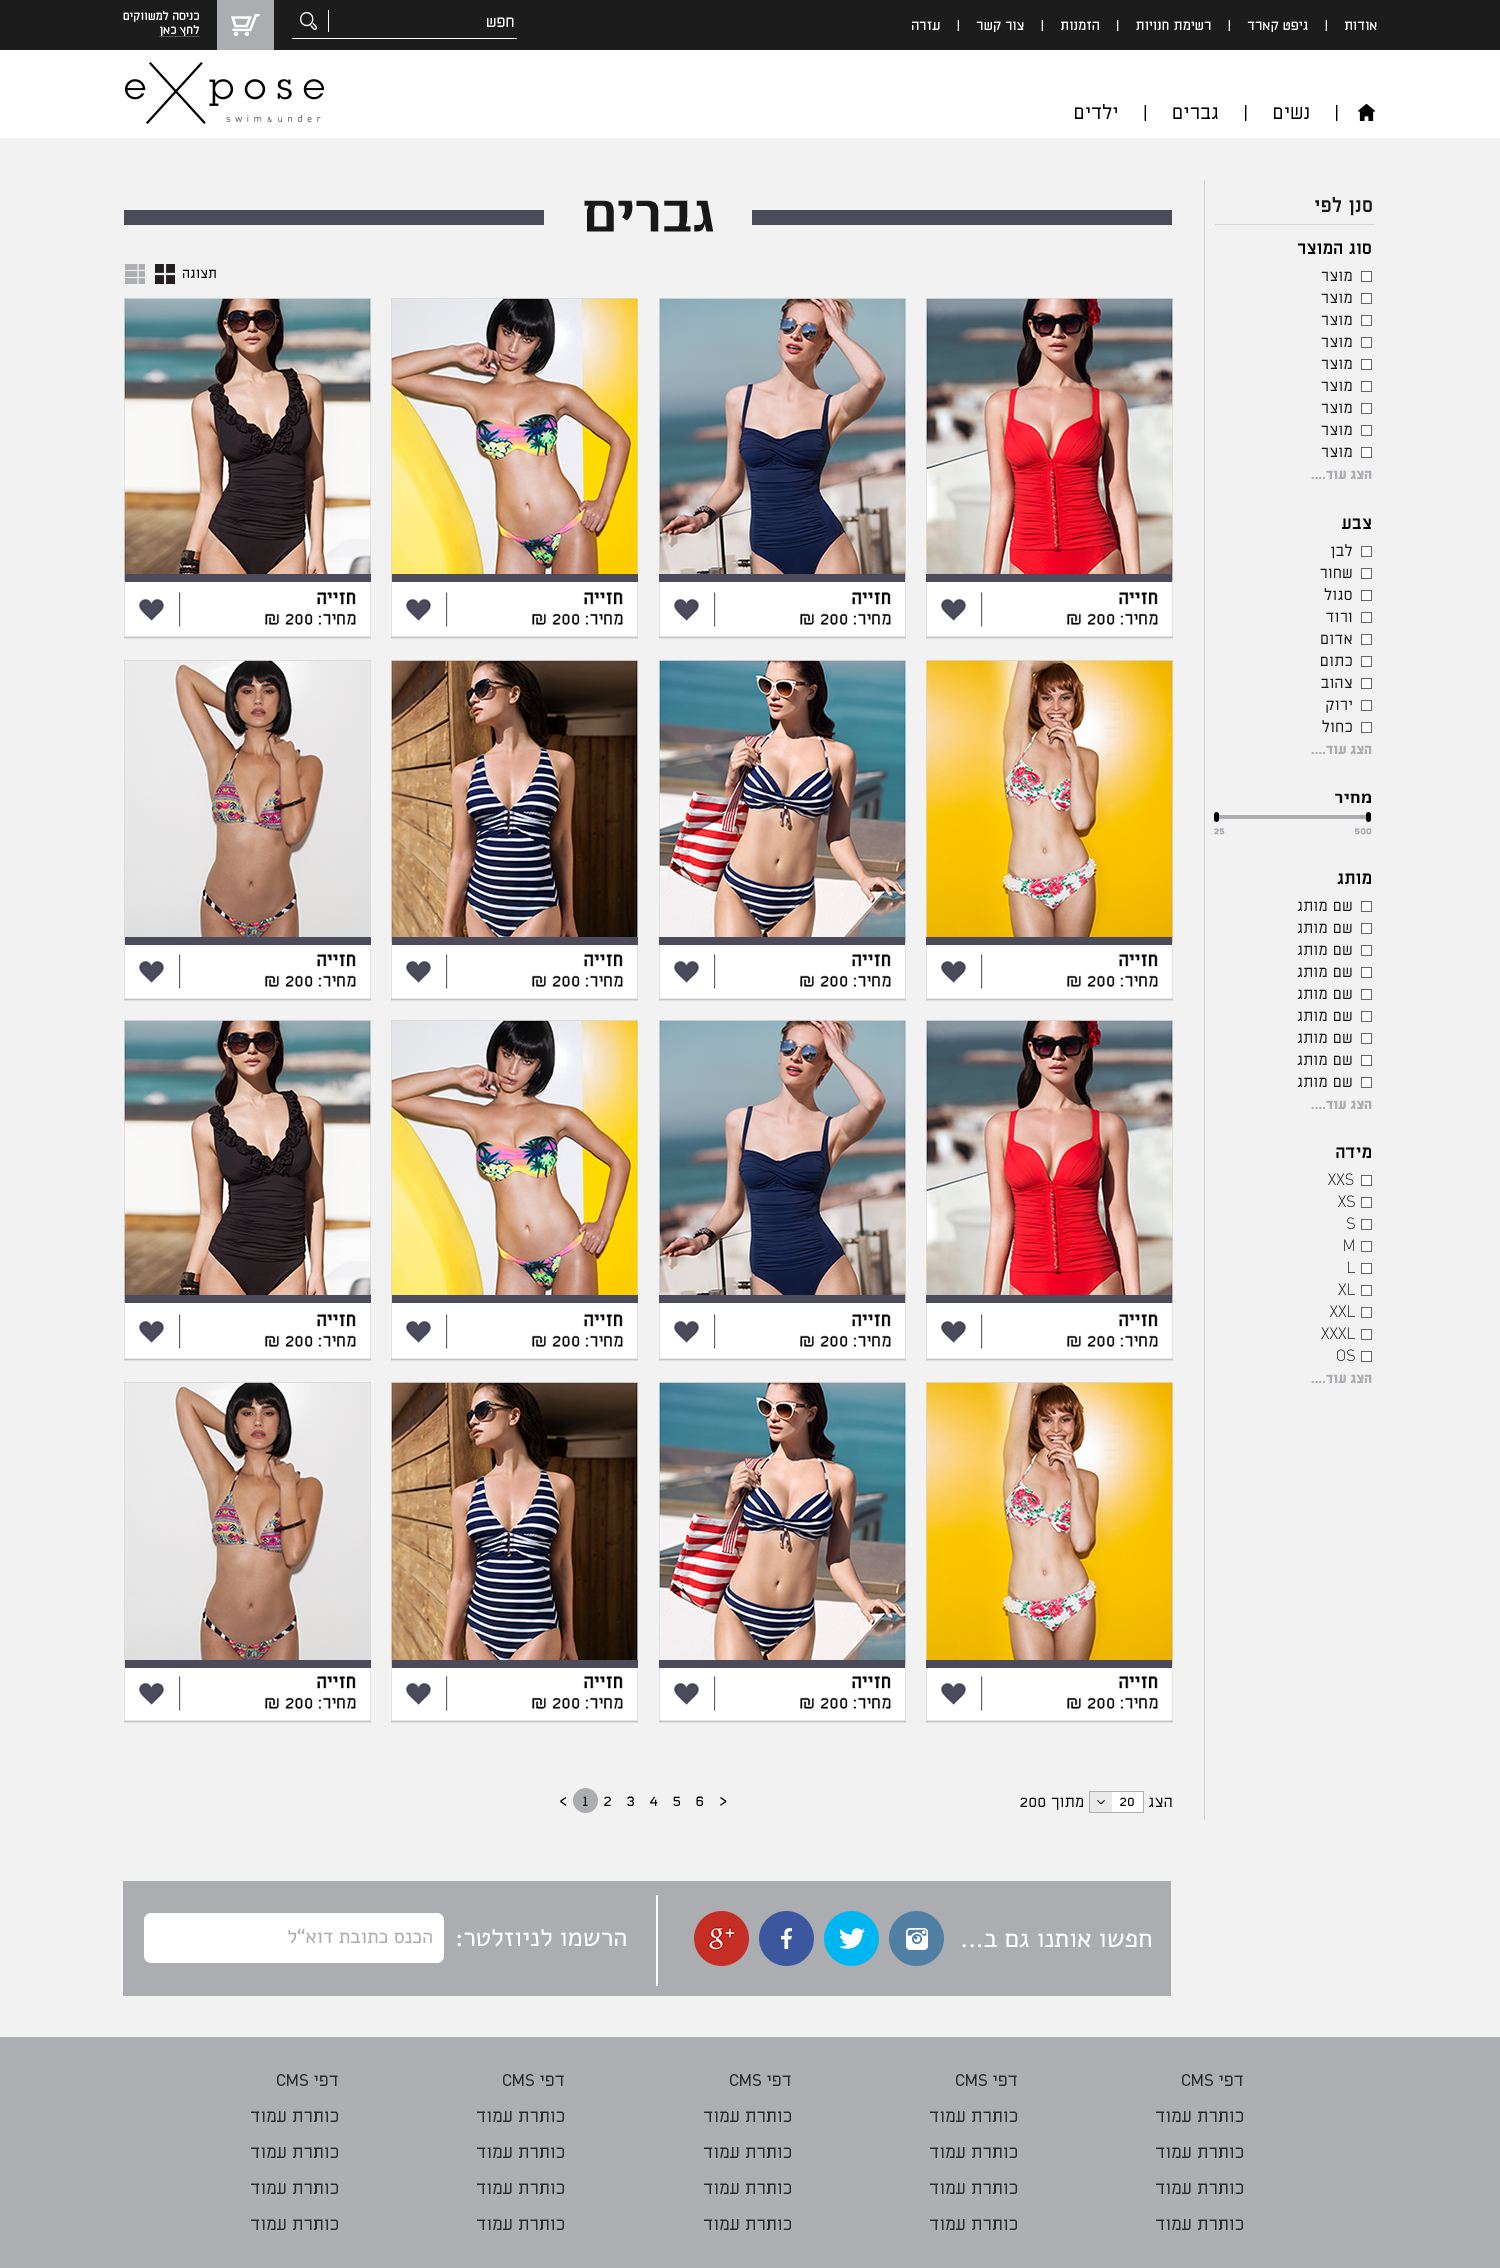 אודות | גיפט קארד | רשימת חנויות | הזמנות | צור קשר | עזרה
חפש
כניסה למשווקים
לחץ כאן
נשים | גברים | ילדים
eXpose
swim & under
סנן לפי
סוג המוצר
מוצר
מוצר
מוצר
מוצר
מוצר
מוצר
מוצר
מוצר
מוצר
הצג עוד....
צבע
לבן
שחור
סגול
ורוד
אדום
כתום
צהוב
ירוק
כחול
הצג עוד....
מחיר
500 25
מותג
שם מותג
שם מותג
שם מותג
שם מותג
שם מותג
שם מותג
שם מותג
שם מותג
שם מותג
הצג עוד....
מידה
XXS
XS
S
M
L
XL
XXL
XXXL
OS
הצג עוד....
גברים
תצוגה
חזייה
מחיר: 200 ₪
חזייה
מחיר: 200 ₪
חזייה
מחיר: 200 ₪
חזייה
מחיר: 200 ₪
חזייה
מחיר: 200 ₪
חזייה
מחיר: 200 ₪
חזייה
מחיר: 200 ₪
חזייה
מחיר: 200 ₪
חזייה
מחיר: 200 ₪
חזייה
מחיר: 200 ₪
חזייה
מחיר: 200 ₪
חזייה
מחיר: 200 ₪
חזייה
מחיר: 200 ₪
חזייה
מחיר: 200 ₪
חזייה
מחיר: 200 ₪
חזייה
מחיר: 200 ₪
הצג 20 מתוך 200
< 1 2 3 4 5 6 >
חפשו אותנו גם ב...
g+ f
הרשמו לניוזלטר:
הכנס כתובת דוא“ל
דפי CMS
כותרת עמוד
כותרת עמוד
כותרת עמוד
כותרת עמוד
דפי CMS
כותרת עמוד
כותרת עמוד
כותרת עמוד
כותרת עמוד
דפי CMS
כותרת עמוד
כותרת עמוד
כותרת עמוד
כותרת עמוד
דפי CMS
כותרת עמוד
כותרת עמוד
כותרת עמוד
כותרת עמוד
דפי CMS
כותרת עמוד
כותרת עמוד
כותרת עמוד
כותרת עמוד